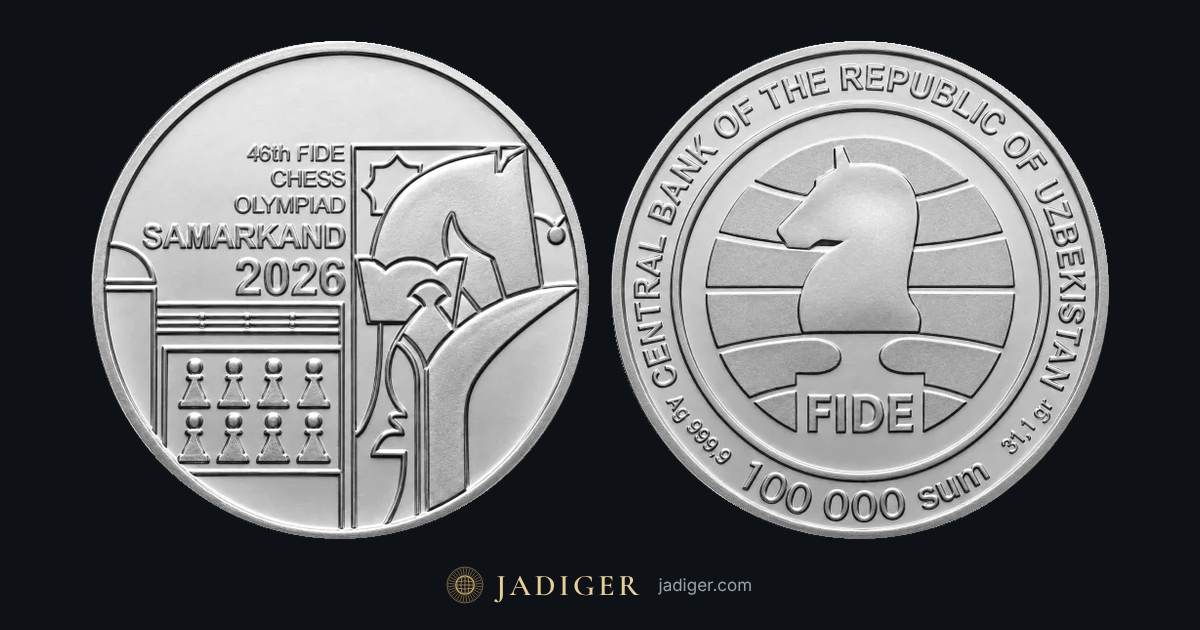 46th FIDE
CHESS
OLYMPIAD
SAMARKAND
2026
CENTRAL BANK OF THE REPUBLIC OF UZBEKISTAN
FIDE
Ag 999,9
100 000 sum
31,1 gr
JADIGER
jadiger.com